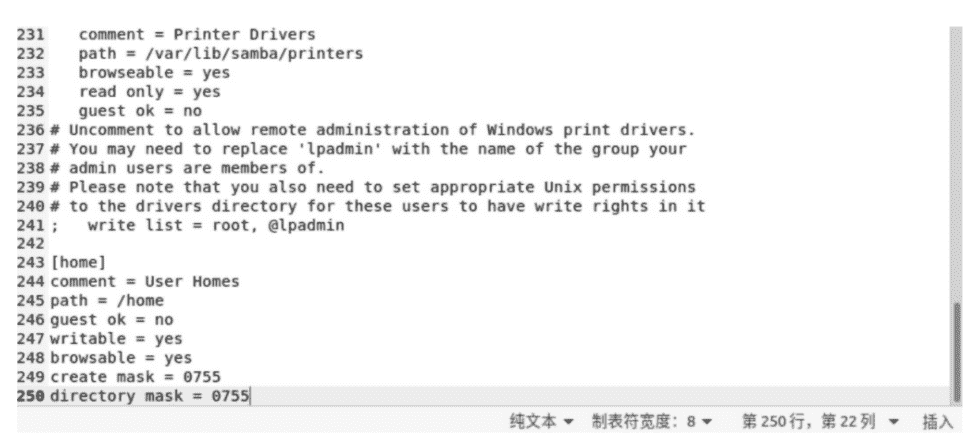 231    comment = Printer Drivers
232    path = /var/lib/samba/printers
233    browseable = yes
234    read only = yes
235    guest ok = no
236 # Uncomment to allow remote administration of Windows print drivers.
237 # You may need to replace 'lpadmin' with the name of the group your
238 # admin users are members of.
239 # Please note that you also need to set appropriate Unix permissions
240 # to the drivers directory for these users to have write rights in it
241 ;   write list = root, @lpadmin
242
243 [home]
244 comment = User Homes
245 path = /home
246 guest ok = no
247 writable = yes
248 browsable = yes
249 create mask = 0755
250 directory mask = 0755
纯文本 制表符宽度：8 第 250 行，第 22 列 插入